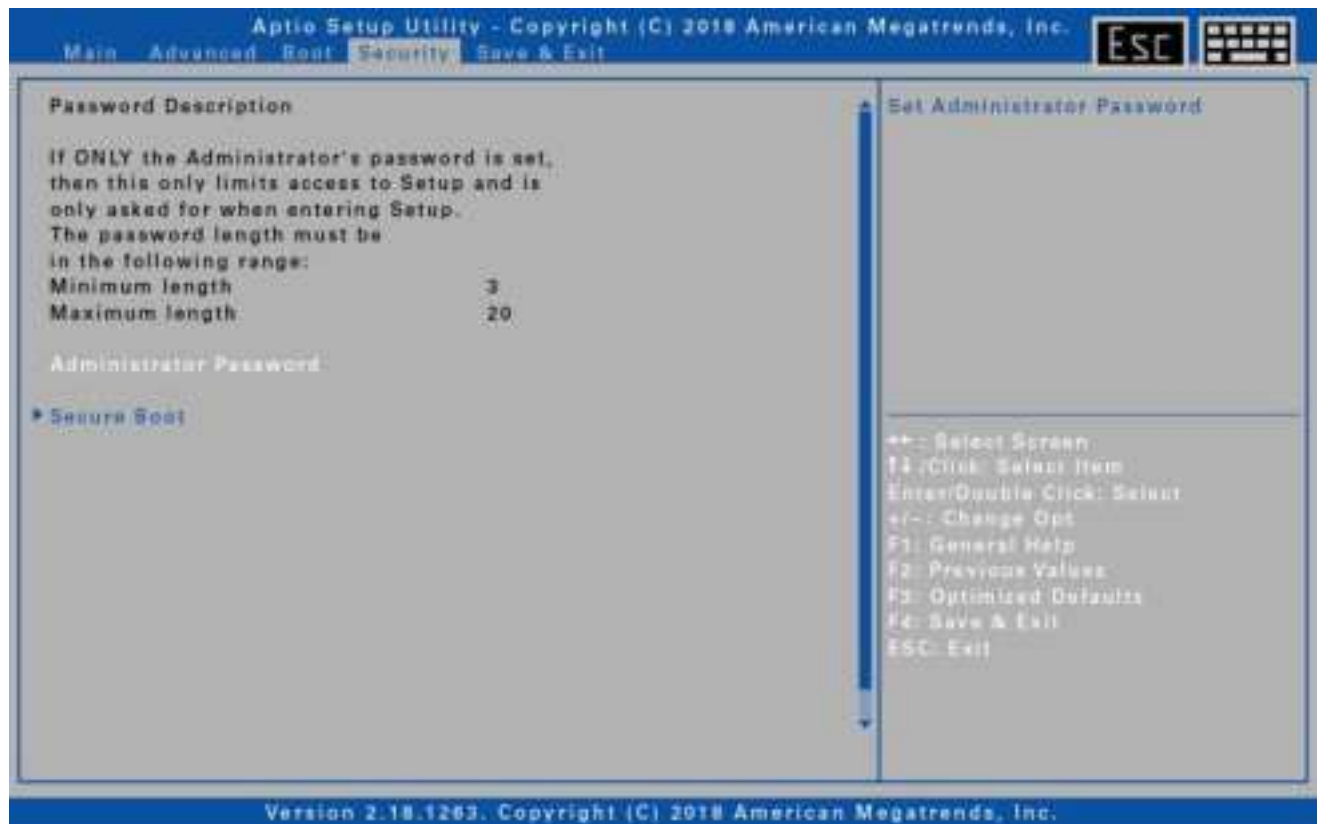 Aptio Setup Utility - Copyright (C) 2018 American Megatrends, Inc.
Esc
Main Advanced Boot Security Save & Exit
Password Description
If ONLY the Administrator's password is set,
then this only limits access to Setup and is
only asked for when entering Setup.
The password length must be
in the following range:
Minimum length 3
Maximum length 20
Administrator Password
Secure Boot
Set Administrator Password
→←: Select Screen
↑↓/Click: Select Item
Enter/Double Click: Select
+/-: Change Opt
F1: General Help
F2: Previous Values
F3: Optimized Defaults
F4: Save & Exit
ESC: Exit
Version 2.18.1263. Copyright (C) 2018 American Megatrends, Inc.